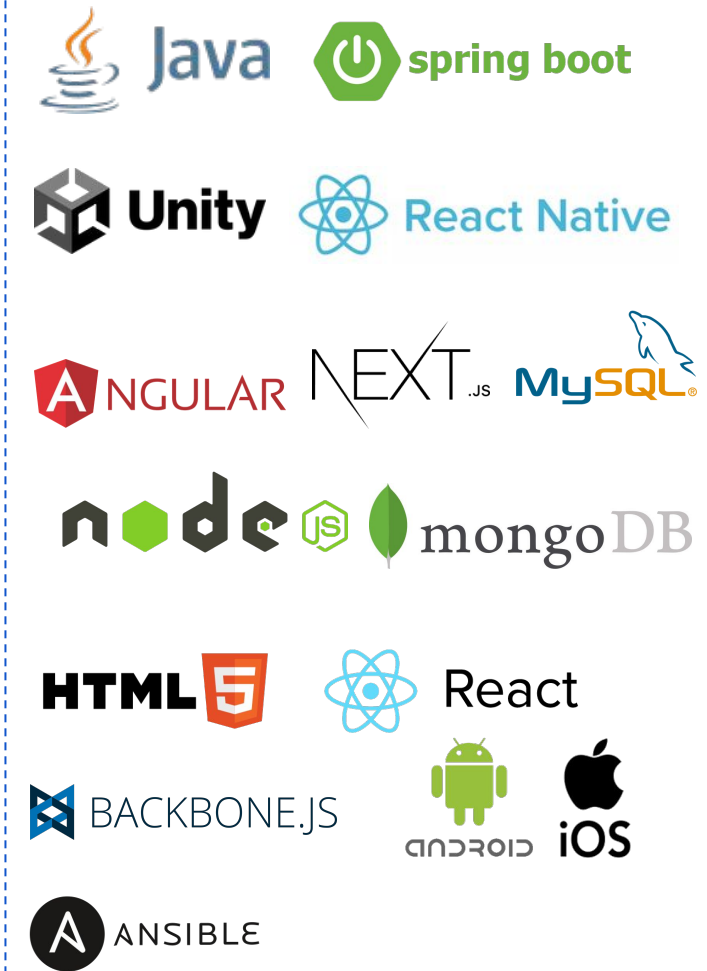 Java spring boot
Unity React Native
ANGULAR NEXT.JS MySQL®
node JS mongoDB
HTML 5 React
BACKBONE.JS android iOS
A ANSIBLE